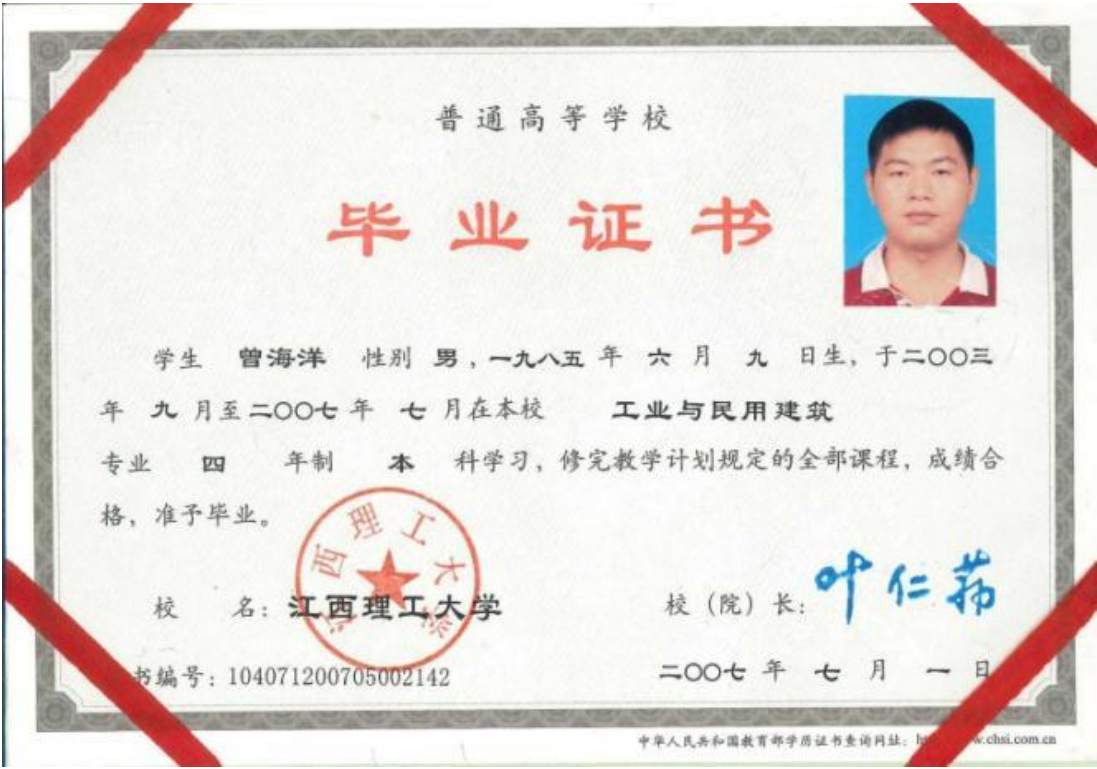 普通高等学校
毕业证书
学生 曾海洋 性别 男，一九八五 年 六 月 九 日生，于二〇〇三
年 九 月至二〇〇七 年 七 月在本校 工业与民用建筑
专业 四 年制 本 科学习，修完教学计划规定的全部课程，成绩合
格，准予毕业。
江西理工大学
校 名：江西理工大学 校（院）长：叶仁荪
书编号：104071200705002142 二〇〇七 年 七 月 一 日
中华人民共和国教育部学历证书查询网址：h w.chsi.com.cn